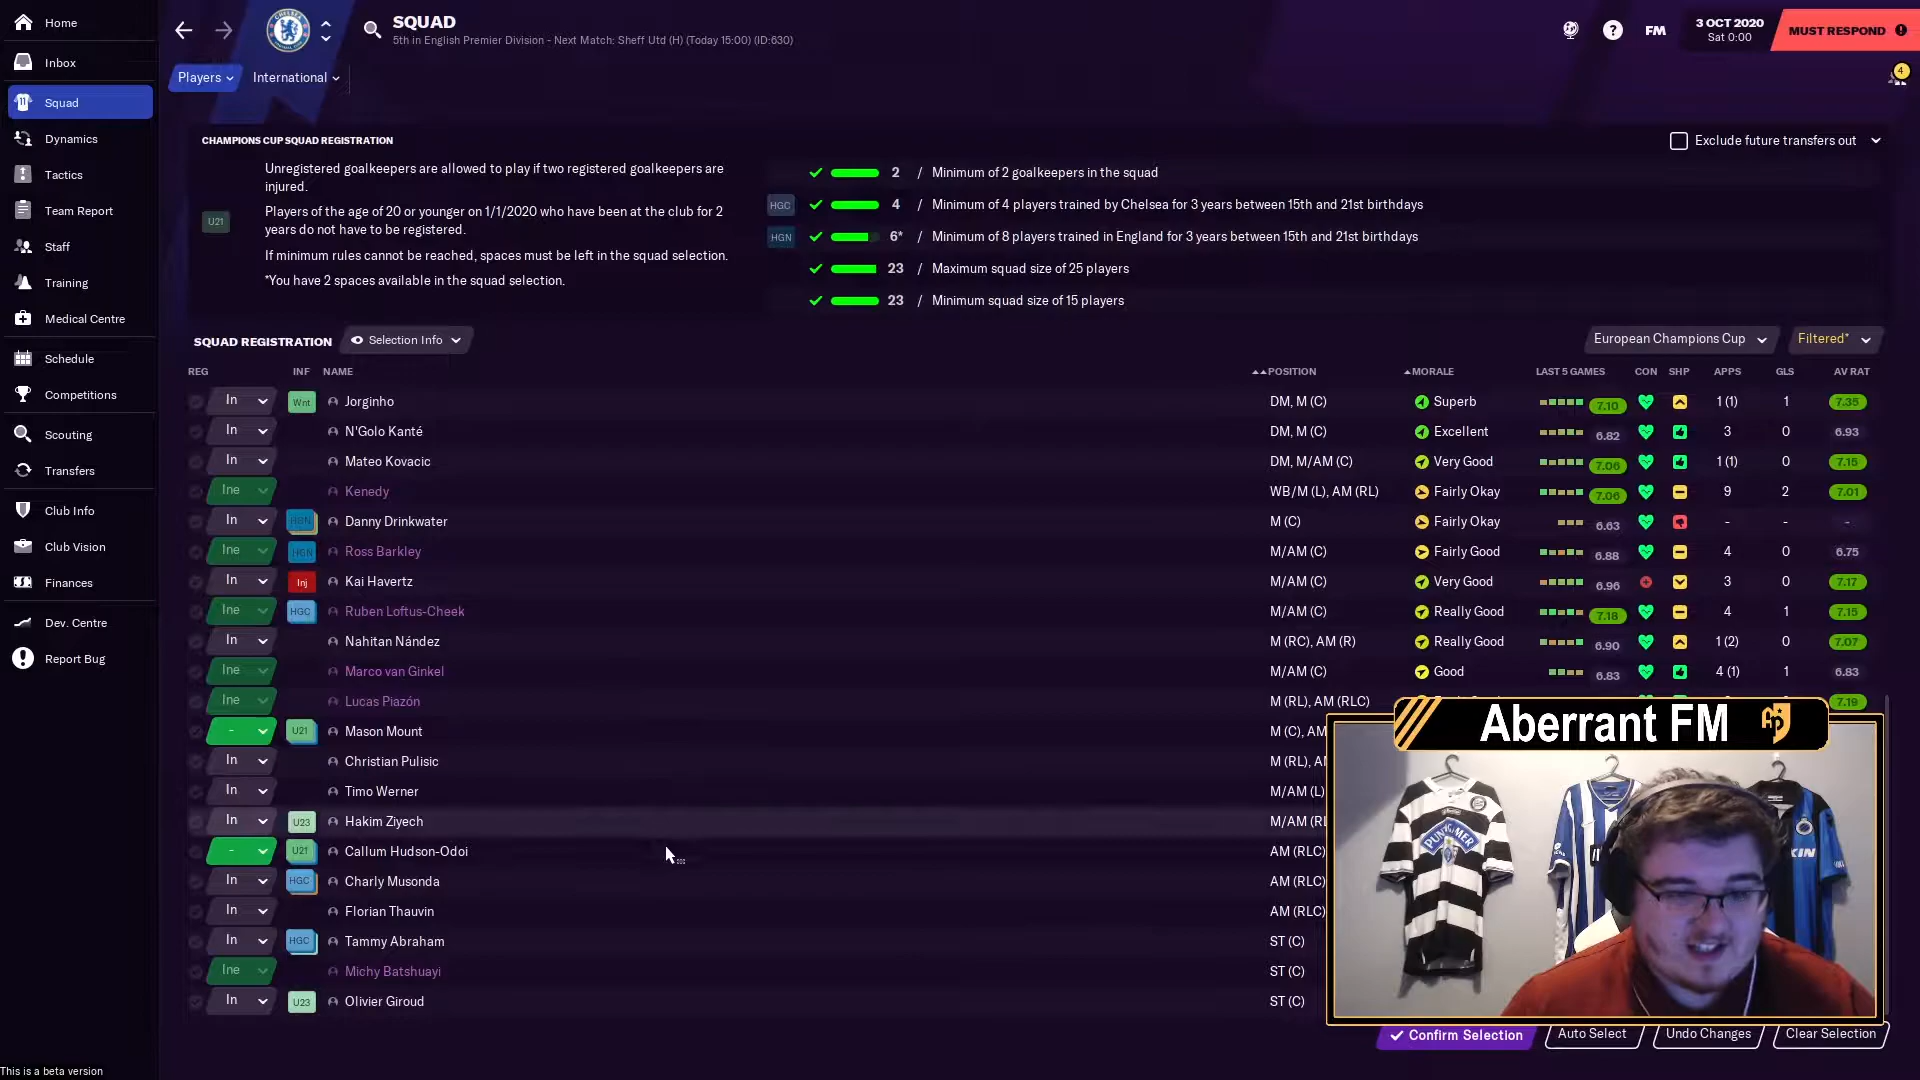 Home
SQUAD
5th in English Premier Division - Next Match: Sheff Utd (H) (Today 15:00) (ID:630)
FM
3 OCT 2020
Sat 0:00
MUST RESPOND
Inbox
Players
International
4
Squad
Dynamics
Tactics
Team Report
Staff
Training
Medical Centre
Schedule
Competitions
Scouting
Transfers
Club Info
Club Vision
Finances
Dev. Centre
Report Bug
This is a beta version
CHAMPIONS CUP SQUAD REGISTRATION
Exclude future transfers out
U21
Unregistered goalkeepers are allowed to play if two registered goalkeepers are
injured.
Players of the age of 20 or younger on 1/1/2020 who have been at the club for 2
years do not have to be registered.
If minimum rules cannot be reached, spaces must be left in the squad selection.
*You have 2 spaces available in the squad selection.
2 / Minimum of 2 goalkeepers in the squad
HGC 4 / Minimum of 4 players trained by Chelsea for 3 years between 15th and 21st birthdays
HGN 6* / Minimum of 8 players trained in England for 3 years between 15th and 21st birthdays
23 / Maximum squad size of 25 players
23 / Minimum squad size of 15 players
SQUAD REGISTRATION
Selection Info
European Champions Cup
Filtered*
REG INF NAME POSITION MORALE LAST 5 GAMES CON SHP APPS GLS AV RAT
In Wnt Jorginho DM, M (C) Superb 7.10 1 (1) 1 7.35
In N'Golo Kanté DM, M (C) Excellent 6.82 3 0 6.93
In Mateo Kovacic DM, M/AM (C) Very Good 7.06 1 (1) 0 7.15
Ine Kenedy WB/M (L), AM (RL) Fairly Okay 7.06 9 2 7.01
In HGN Danny Drinkwater M (C) Fairly Okay 6.63 - - -
Ine HGN Ross Barkley M/AM (C) Fairly Good 6.88 4 0 6.75
In Inj Kai Havertz M/AM (C) Very Good 6.96 3 0 7.17
Ine HGC Ruben Loftus-Cheek M/AM (C) Really Good 7.18 4 1 7.15
In Nahitan Nández M (RC), AM (R) Really Good 6.90 1 (2) 0 7.07
Ine Marco van Ginkel M/AM (C) Good 6.83 4 (1) 1 6.83
Ine Lucas Piazón M (RL), AM (RLC) 7.19
- U21 Mason Mount M (C), AM
In Christian Pulisic M (RL),
In Timo Werner M/AM (L)
In U23 Hakim Ziyech M/AM
- U21 Callum Hudson-Odoi AM (RLC)
In HGC Charly Musonda AM (RLC)
In Florian Thauvin AM (RLC)
In HGC Tammy Abraham ST (C)
Ine Michy Batshuayi ST (C)
In U23 Olivier Giroud ST (C)
Aberrant FM
Confirm Selection
Auto Select
Undo Changes
Clear Selection